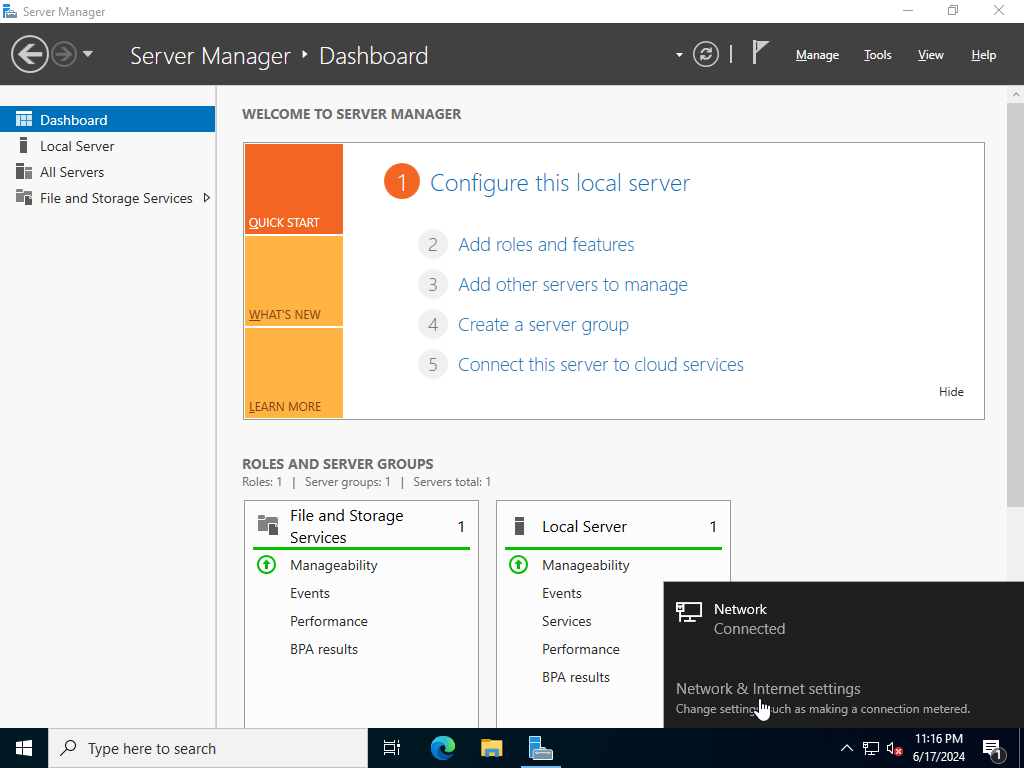 Server Manager
Server Manager ‣ Dashboard
Manage Tools View Help
Dashboard
Local Server
All Servers
File and Storage Services
WELCOME TO SERVER MANAGER
QUICK START
WHAT'S NEW
LEARN MORE
1 Configure this local server
2 Add roles and features
3 Add other servers to manage
4 Create a server group
5 Connect this server to cloud services
Hide
ROLES AND SERVER GROUPS
Roles: 1 | Server groups: 1 | Servers total: 1
File and Storage
Services
1
Manageability
Events
Performance
BPA results
Local Server 1
Manageability
Events
Services
Performance
BPA results
Network
Connected
Network & Internet settings
Change settings such as making a connection metered.
Type here to search
11:16 PM
6/17/2024
1